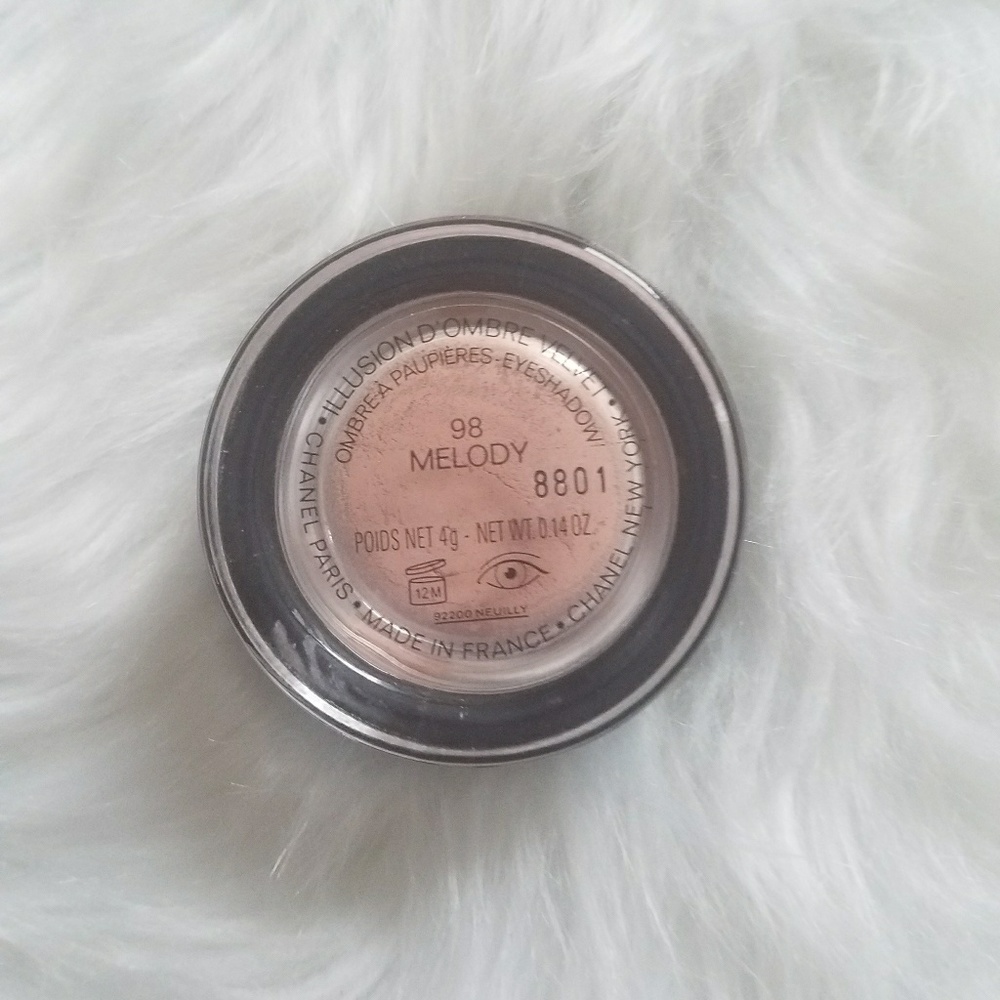 • ILLUSION D'OMBRE VELVET •
OMBRE À PAUPIÈRES-EYESHADOW
98
MELODY
8801
POIDS NET 4g - NET WT. 0.14 OZ.
12M
92200 NEUILLY
CHANEL PARIS • MADE IN FRANCE • CHANEL NEW YORK